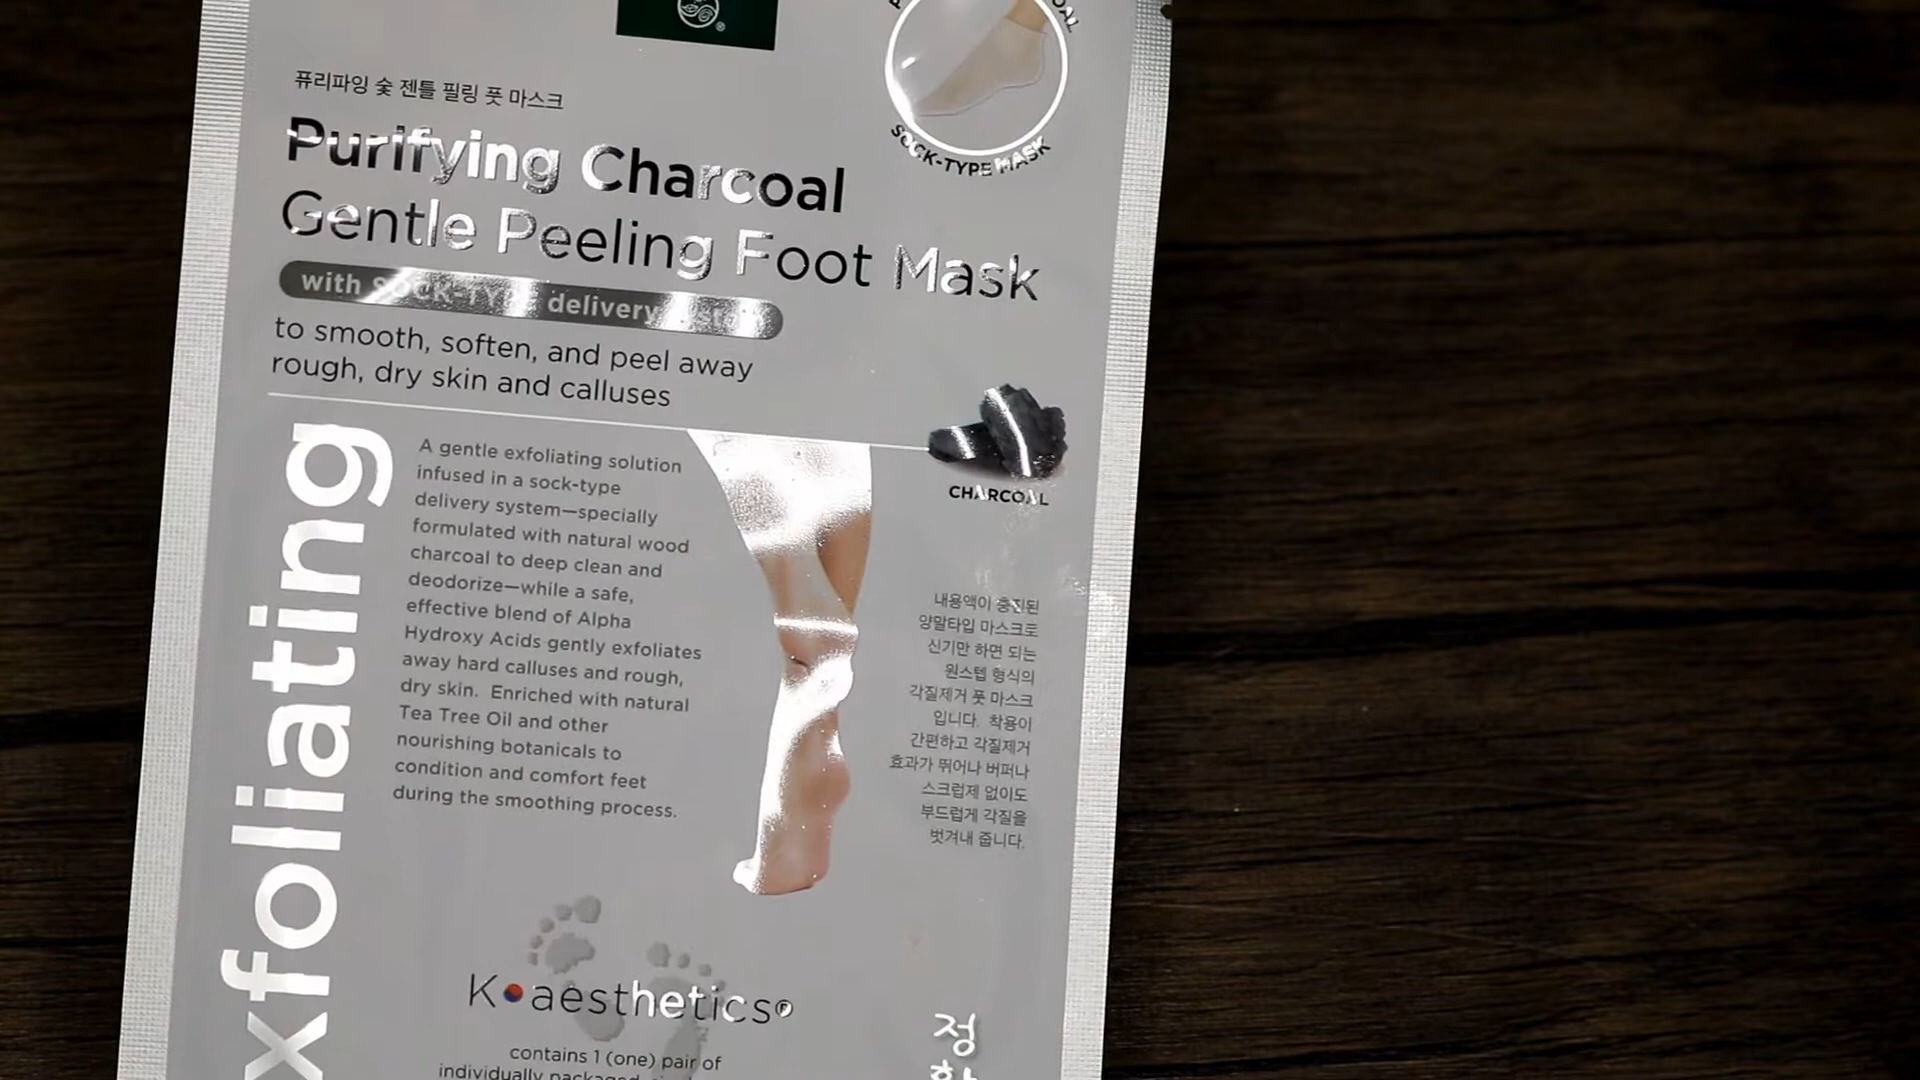 퓨리파잉 숯 젠틀 필링 풋 마스크
Purifying Charcoal
Gentle Peeling Foot Mask
SOCK-TYPE MASK
with SOCK-TYPE delivery
to smooth, soften, and peel away
rough, dry skin and calluses
CHARCOAL
xfoliating
A gentle exfoliating solution
infused in a sock-type
delivery system—specially
formulated with natural wood
charcoal to deep clean and
deodorize—while a safe,
effective blend of Alpha
Hydroxy Acids gently exfoliates
away hard calluses and rough,
dry skin. Enriched with natural
Tea Tree Oil and other
nourishing botanicals to
condition and comfort feet
during the smoothing process.
내용액이 충진된
양말타입 마스크로
신기만 하면 되는
원스텝 형식의
각질제거 풋 마스크
입니다. 착용이
간편하고 각질제거
효과가 뛰어나 버퍼나
스크럽제 없이도
부드럽게 각질을
벗겨내 줍니다.
K aesthetics®
contains 1 (one) pair of
individually packaged
정